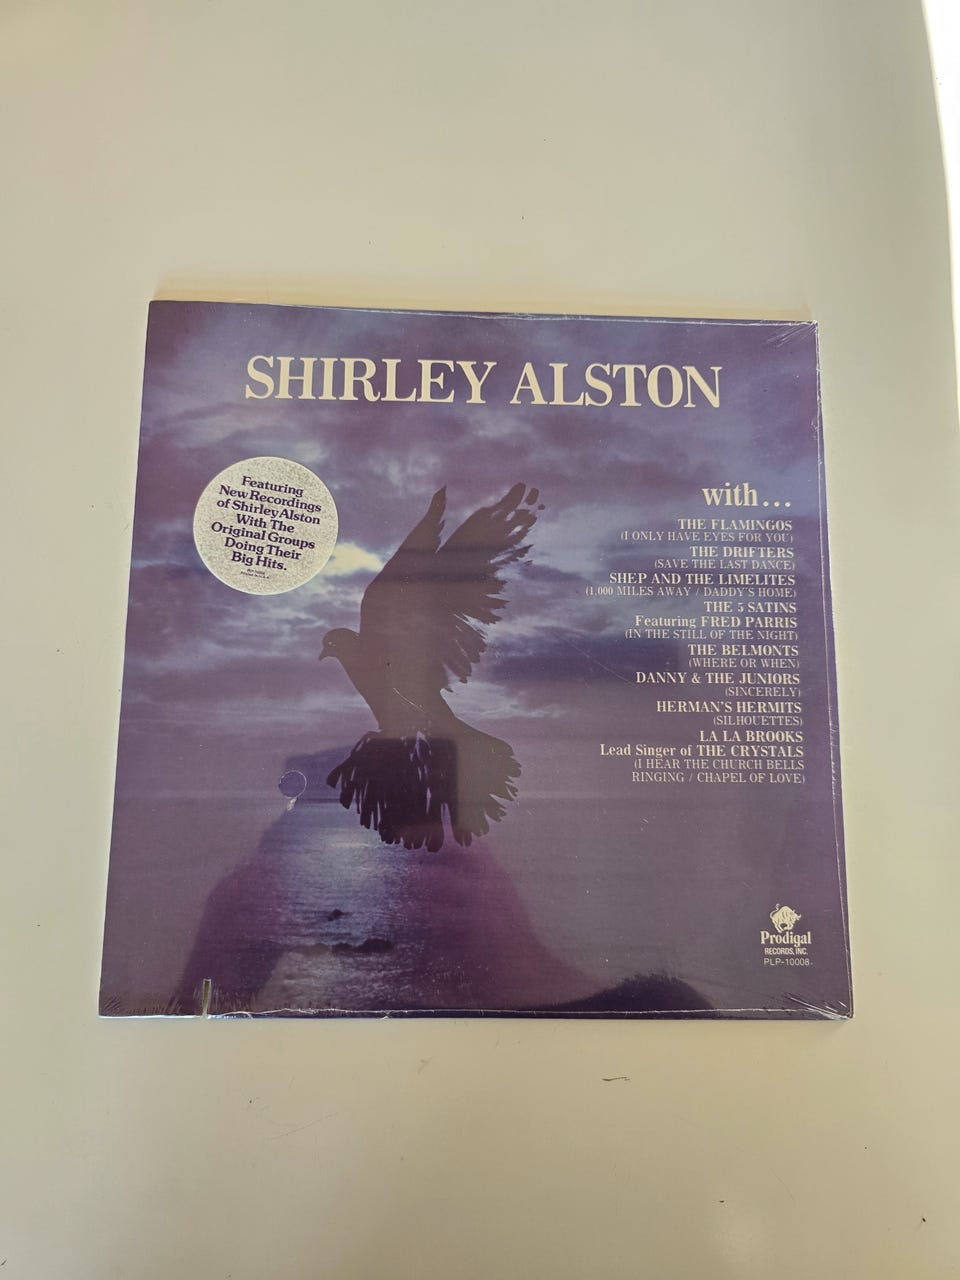 SHIRLEY ALSTON
Featuring
New Recordings
of Shirley Alston
With The
Original Groups
Doing Their
Big Hits.
with...
THE FLAMINGOS
(I ONLY HAVE EYES FOR YOU)
THE DRIFTERS
(SAVE THE LAST DANCE)
SHEP AND THE LIMELITES
(1,000 MILES AWAY / DADDY'S HOME)
THE 5 SATINS
Featuring FRED PARRIS
(IN THE STILL OF THE NIGHT)
THE BELMONTS
(WHERE OR WHEN)
DANNY & THE JUNIORS
(SINCERELY)
HERMAN'S HERMITS
(SILHOUETTES)
LA LA BROOKS
Lead Singer of THE CRYSTALS
(I HEAR THE CHURCH BELLS
RINGING / CHAPEL OF LOVE)
Prodigal
RECORDS, INC.
PLP-10008